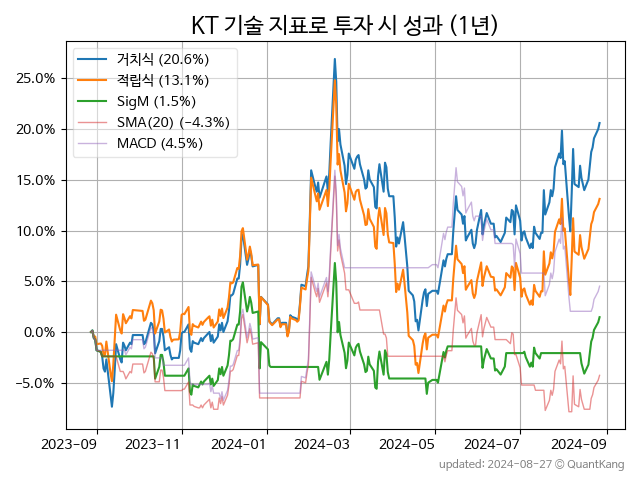 KT 기술 지표로 투자 시 성과 (1년)
거치식 (20.6%)
적립식 (13.1%)
SigM (1.5%)
SMA(20) (−4.3%)
MACD (4.5%)
25.0%
20.0%
15.0%
10.0%
5.0%
0.0%
−5.0%
2023−09 2023−11 2024−01 2024−03 2024−05 2024−07 2024−09
updated: 2024−08−27 ⓒ QuantKang